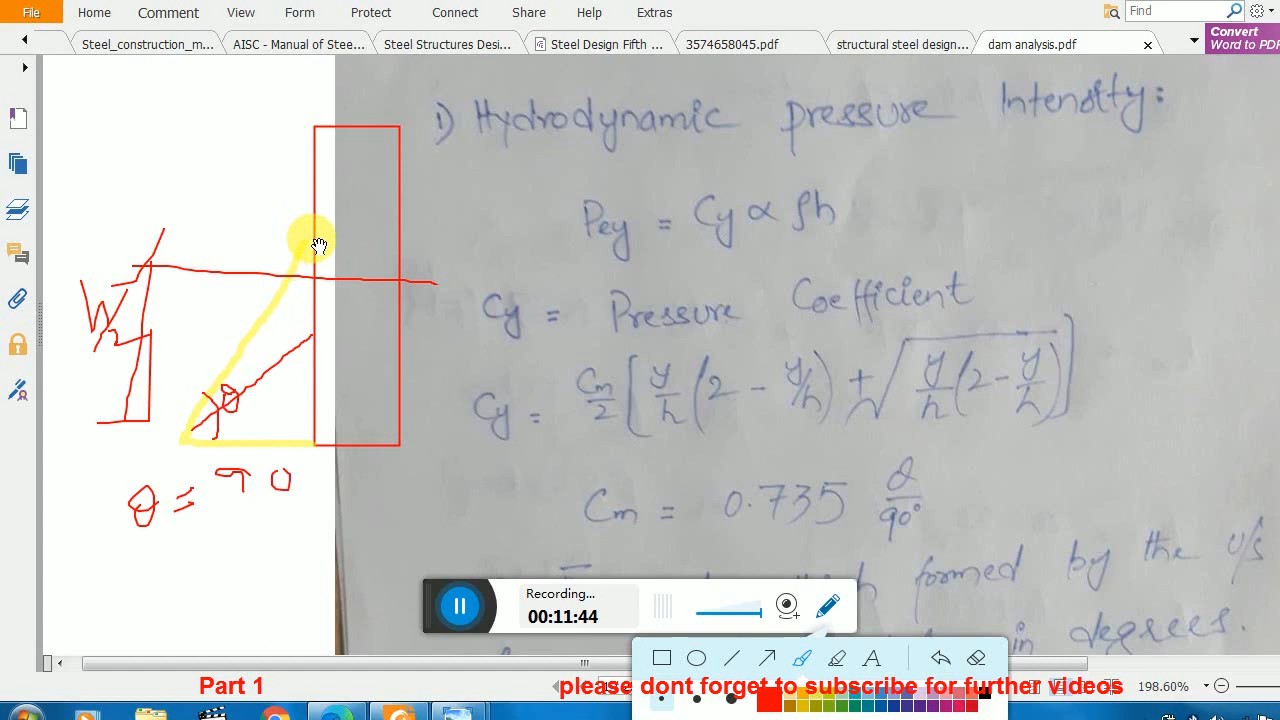 File Home Comment View Form Protect Connect Share Help Extras
Find
Steel_construction_m... AISC - Manual of Stee... Steel Structures Desi... Steel Design Fifth ... 3574658045.pdf structural steel design... dam analysis.pdf
Convert
Word to PDF
1) Hydrodynamic pressure Intensity:
Pey = Cy α ρh
Cy = Pressure Coefficient
Cy = Cm/2 [ y/h (2 - y/h) + √ y/h (2 - y/h) ]
θ
θ = 90
Cm = 0.735 θ/90°
formed by the u/s
in degrees.
Recording...
00:11:44
A
Part 1
please dont forget to subscribe for further videos
198.60%